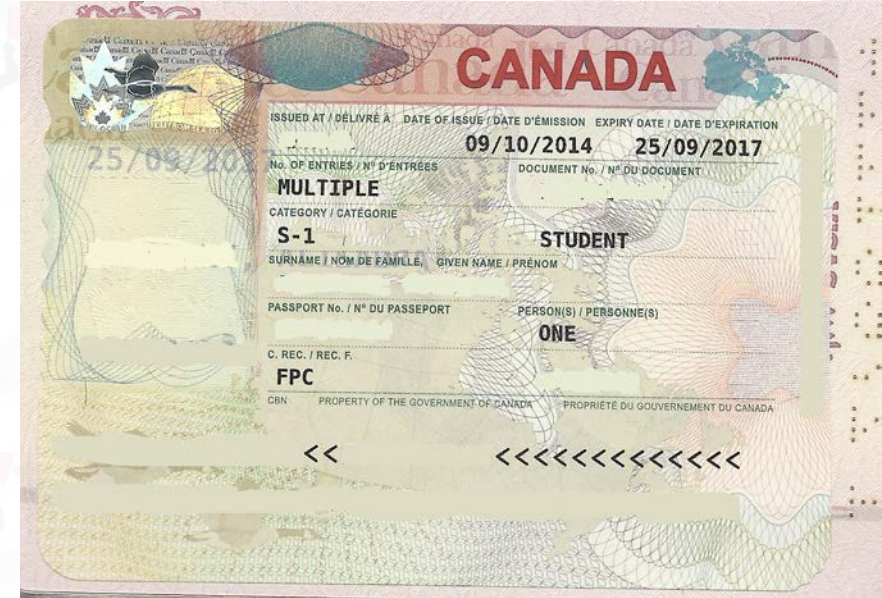 CANADA
ISSUED AT / DÉLIVRÉ À DATE OF ISSUE / DATE D'ÉMISSION EXPIRY DATE / DATE D'EXPIRATION
09/10/2014 25/09/2017
No. OF ENTRIES / Nº D'ENTRÉES DOCUMENT No. / Nº DU DOCUMENT
MULTIPLE
CATEGORY / CATÉGORIE
S-1 STUDENT
SURNAME / NOM DE FAMILLE, GIVEN NAME / PRÉNOM
PASSPORT No. / Nº DU PASSEPORT PERSON(S) / PERSONNE(S)
ONE
C. REC. / REC. F.
FPC
CBN PROPERTY OF THE GOVERNMENT OF CANADA PROPRIÉTÉ DU GOUVERNEMENT DU CANADA
<< <<<<<<<<<<<<<